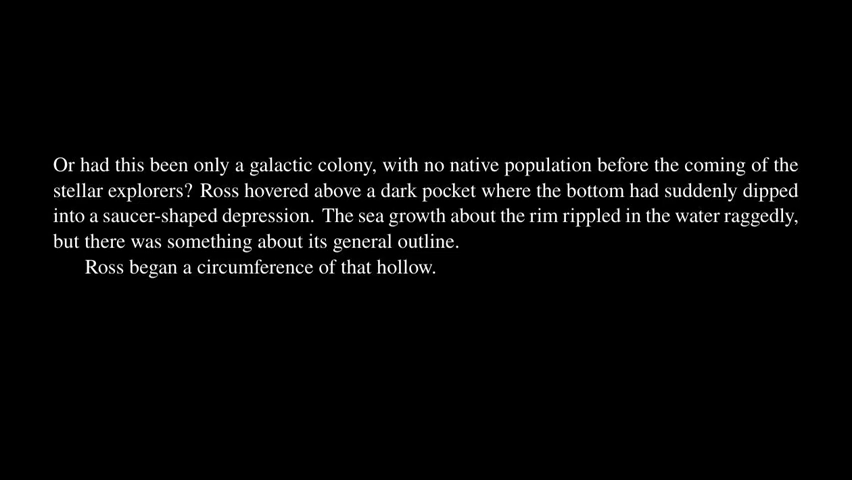 Or had this been only a galactic colony, with no native population before the coming of the
stellar explorers? Ross hovered above a dark pocket where the bottom had suddenly dipped
into a saucer-shaped depression. The sea growth about the rim rippled in the water raggedly,
but there was something about its general outline.
Ross began a circumference of that hollow.